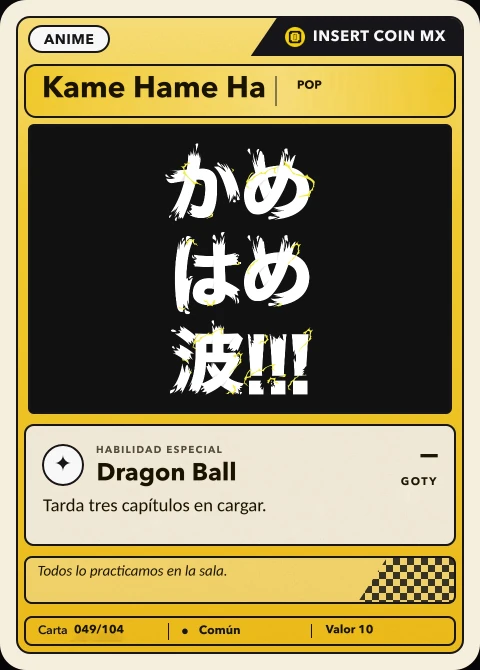 ANIME
INSERT COIN MX
Kame Hame Ha
POP
かめ
はめ
波!!!
HABILIDAD ESPECIAL
Dragon Ball
—
GOTY
Tarda tres capítulos en cargar.
Todos lo practicamos en la sala.
Carta 049/104 • Común Valor 10